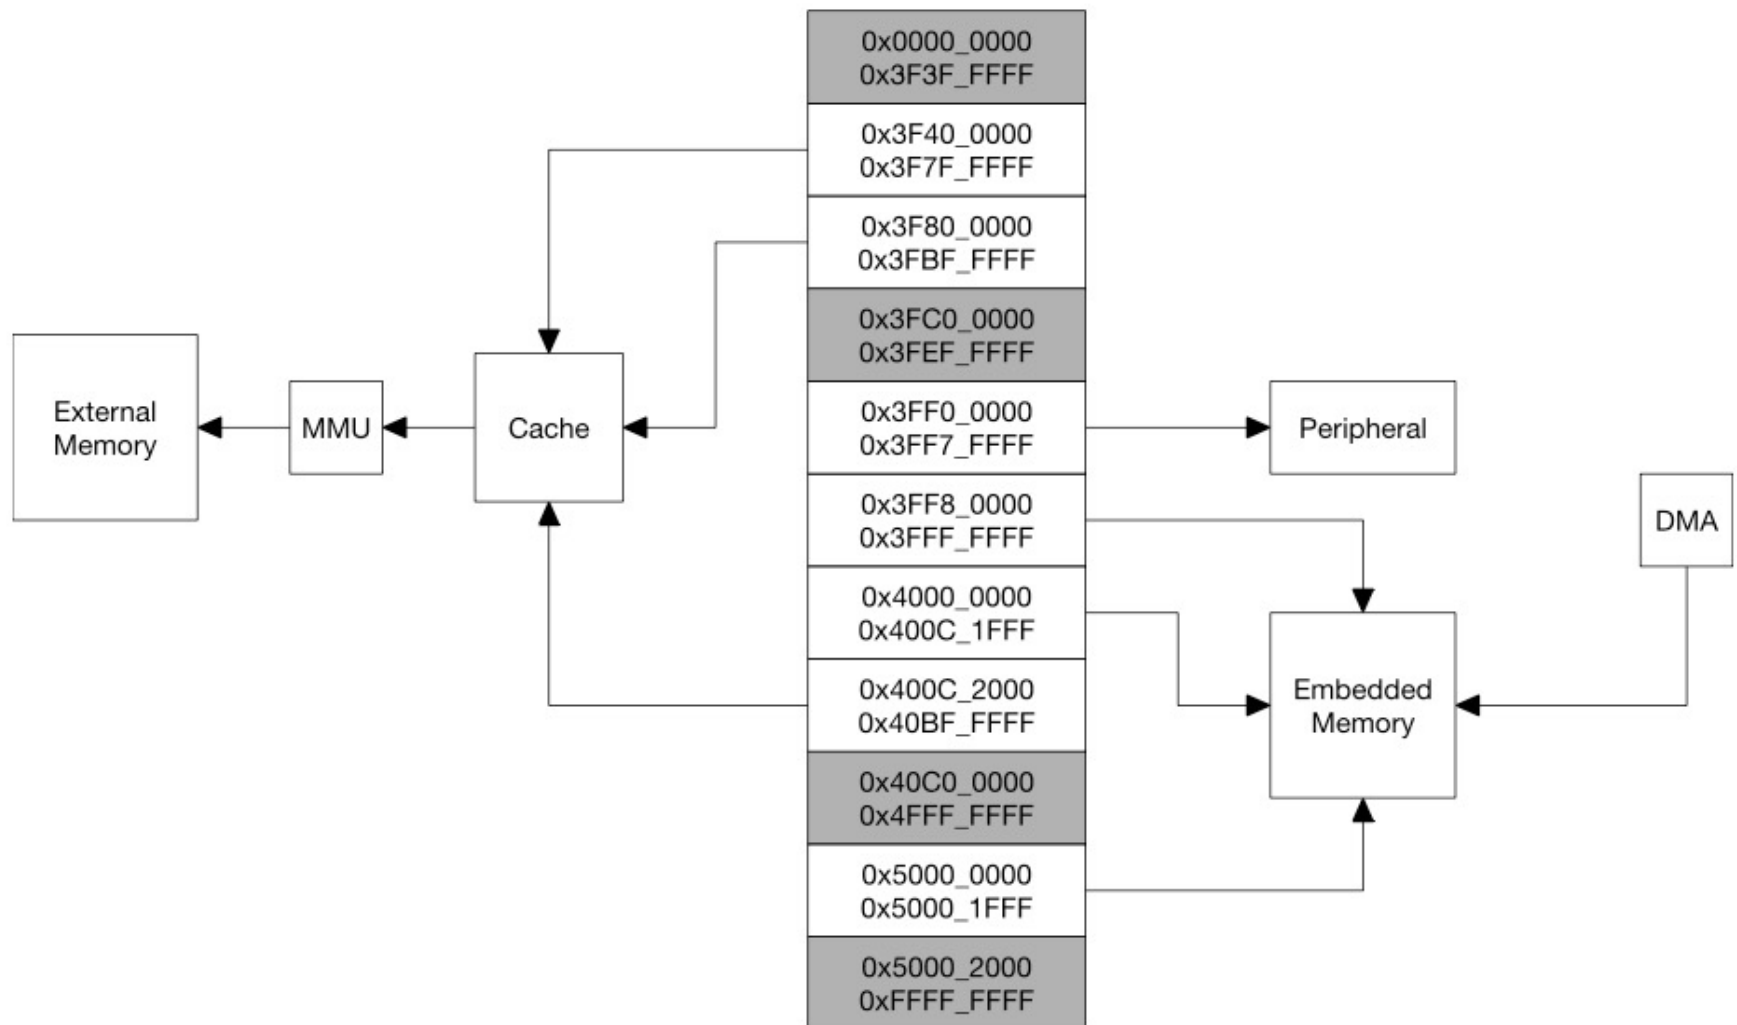 0x0000_0000
0x3F3F_FFFF
0x3F40_0000
0x3F7F_FFFF
0x3F80_0000
0x3FBF_FFFF
0x3FC0_0000
0x3FEF_FFFF
External
Memory
MMU
Cache
0x3FF0_0000
0x3FF7_FFFF
Peripheral
0x3FF8_0000
0x3FFF_FFFF
DMA
0x4000_0000
0x400C_1FFF
0x400C_2000
0x40BF_FFFF
Embedded
Memory
0x40C0_0000
0x4FFF_FFFF
0x5000_0000
0x5000_1FFF
0x5000_2000
0xFFFF_FFFF